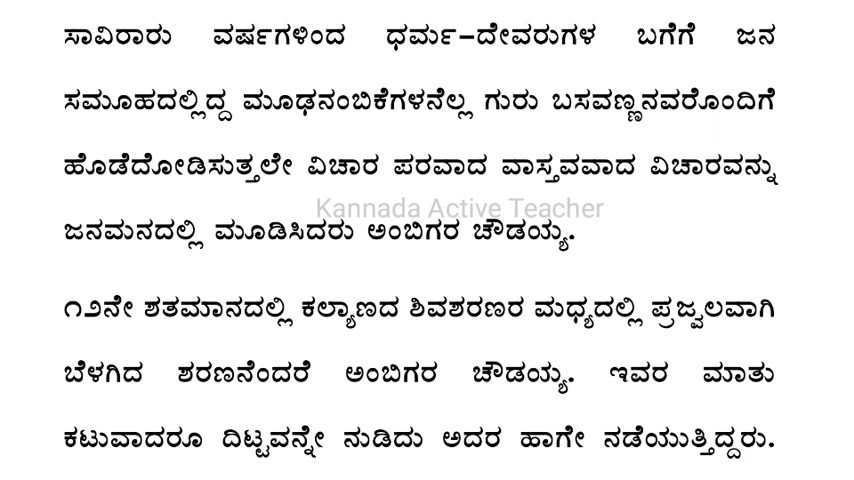 ಸಾವಿರಾರು ವರ್ಷಗಳಿಂದ ಧರ್ಮ–ದೇವರುಗಳ ಬಗೆಗೆ ಜನ
ಸಮೂಹದಲ್ಲಿದ್ದ ಮೂಢನಂಬಿಕೆಗಳನೆಲ್ಲ ಗುರು ಬಸವಣ್ಣನವರೊಂದಿಗೆ
ಹೊಡೆದೋಡಿಸುತ್ತಲೇ ವಿಚಾರ ಪರವಾದ ವಾಸ್ತವವಾದ ವಿಚಾರವನ್ನು
Kannada Active Teacher
ಜನಮನದಲ್ಲಿ ಮೂಡಿಸಿದರು ಅಂಬಿಗರ ಚೌಡಯ್ಯ.
೧೨ನೇ ಶತಮಾನದಲ್ಲಿ ಕಲ್ಯಾಣದ ಶಿವಶರಣರ ಮಧ್ಯದಲ್ಲಿ ಪ್ರಜ್ವಲವಾಗಿ
ಬೆಳಗಿದ ಶರಣನೆಂದರೆ ಅಂಬಿಗರ ಚೌಡಯ್ಯ. ಇವರ ಮಾತು
ಕಟುವಾದರೂ ದಿಟ್ಟವನ್ನೇ ನುಡಿದು ಅದರ ಹಾಗೇ ನಡೆಯುತ್ತಿದ್ದರು.